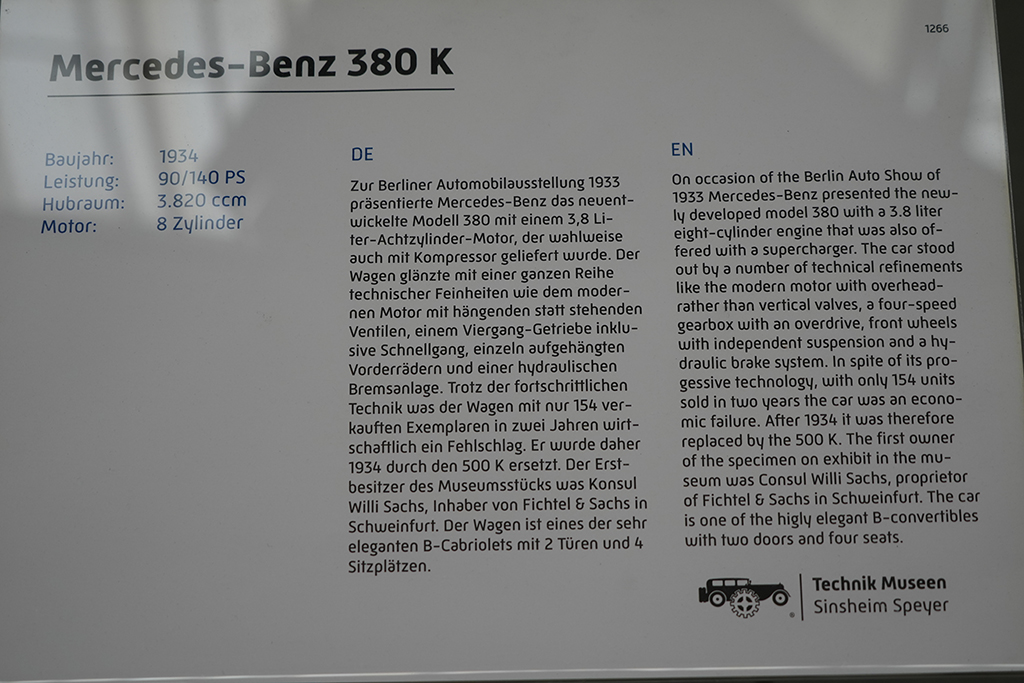 1266
Mercedes-Benz 380 K
Baujahr: 1934
Leistung: 90/140 PS
Hubraum: 3.820 ccm
Motor: 8 Zylinder
DE
Zur Berliner Automobilausstellung 1933
präsentierte Mercedes-Benz das neuent-
wickelte Modell 380 mit einem 3,8 Li-
ter-Achtzylinder-Motor, der wahlweise
auch mit Kompressor geliefert wurde. Der
Wagen glänzte mit einer ganzen Reihe
technischer Feinheiten wie dem moder-
nen Motor mit hängenden statt stehenden
Ventilen, einem Viergang-Getriebe inklu-
sive Schnellgang, einzeln aufgehängten
Vorderrädern und einer hydraulischen
Bremsanlage. Trotz der fortschrittlichen
Technik was der Wagen mit nur 154 ver-
kauften Exemplaren in zwei Jahren wirt-
schaftlich ein Fehlschlag. Er wurde daher
1934 durch den 500 K ersetzt. Der Erst-
besitzer des Museumsstücks was Konsul
Willi Sachs, Inhaber von Fichtel & Sachs in
Schweinfurt. Der Wagen ist eines der sehr
eleganten B-Cabriolets mit 2 Türen und 4
Sitzplätzen.
EN
On occasion of the Berlin Auto Show of
1933 Mercedes-Benz presented the new-
ly developed model 380 with a 3.8 liter
eight-cylinder engine that was also of-
fered with a supercharger. The car stood
out by a number of technical refinements
like the modern motor with overhead-
rather than vertical valves, a four-speed
gearbox with an overdrive, front wheels
with independent suspension and a hy-
draulic brake system. In spite of its pro-
gessive technology, with only 154 units
sold in two years the car was an econo-
mic failure. After 1934 it was therefore
replaced by the 500 K. The first owner
of the specimen on exhibit in the mu-
seum was Consul Willi Sachs, proprietor
of Fichtel & Sachs in Schweinfurt. The car
is one of the higly elegant B-convertibles
with two doors and four seats.
Technik Museen
Sinsheim Speyer